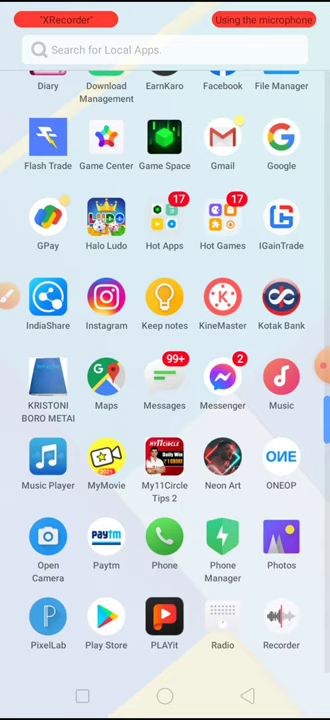 "XRecorder" Using the microphone
Search for Local Apps.
Diary Download Management EarnKaro Facebook File Manager
Flash Trade Game Center Game Space Gmail Google
17 17
GPay Halo Ludo Hot Apps Hot Games IGainTrade
IndiaShare Instagram Keep notes KineMaster Kotak Bank
99+ 2
KRISTONI BORO METAI Maps Messages Messenger Music
MY11CIRCLE
ONE
Music Player MyMovie My11Circle Tips 2 Neon Art ONEOP
paytm
Open Camera Paytm Phone Phone Manager Photos
PixelLab Play Store PLAYit Radio Recorder